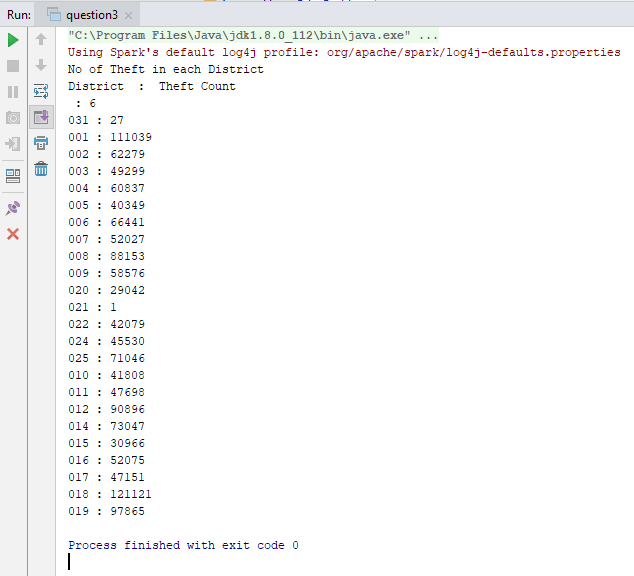 Run: question3
"C:\Program Files\Java\jdk1.8.0_112\bin\java.exe" ...
Using Spark's default log4j profile: org/apache/spark/log4j-defaults.properties
No of Theft in each District
District  :  Theft Count
 : 6
031 : 27
001 : 111039
002 : 62279
003 : 49299
004 : 60837
005 : 40349
006 : 66441
007 : 52027
008 : 88153
009 : 58576
020 : 29042
021 : 1
022 : 42079
024 : 45530
025 : 71046
010 : 41808
011 : 47698
012 : 90896
014 : 73047
015 : 30966
016 : 52075
017 : 47151
018 : 121121
019 : 97865
Process finished with exit code 0